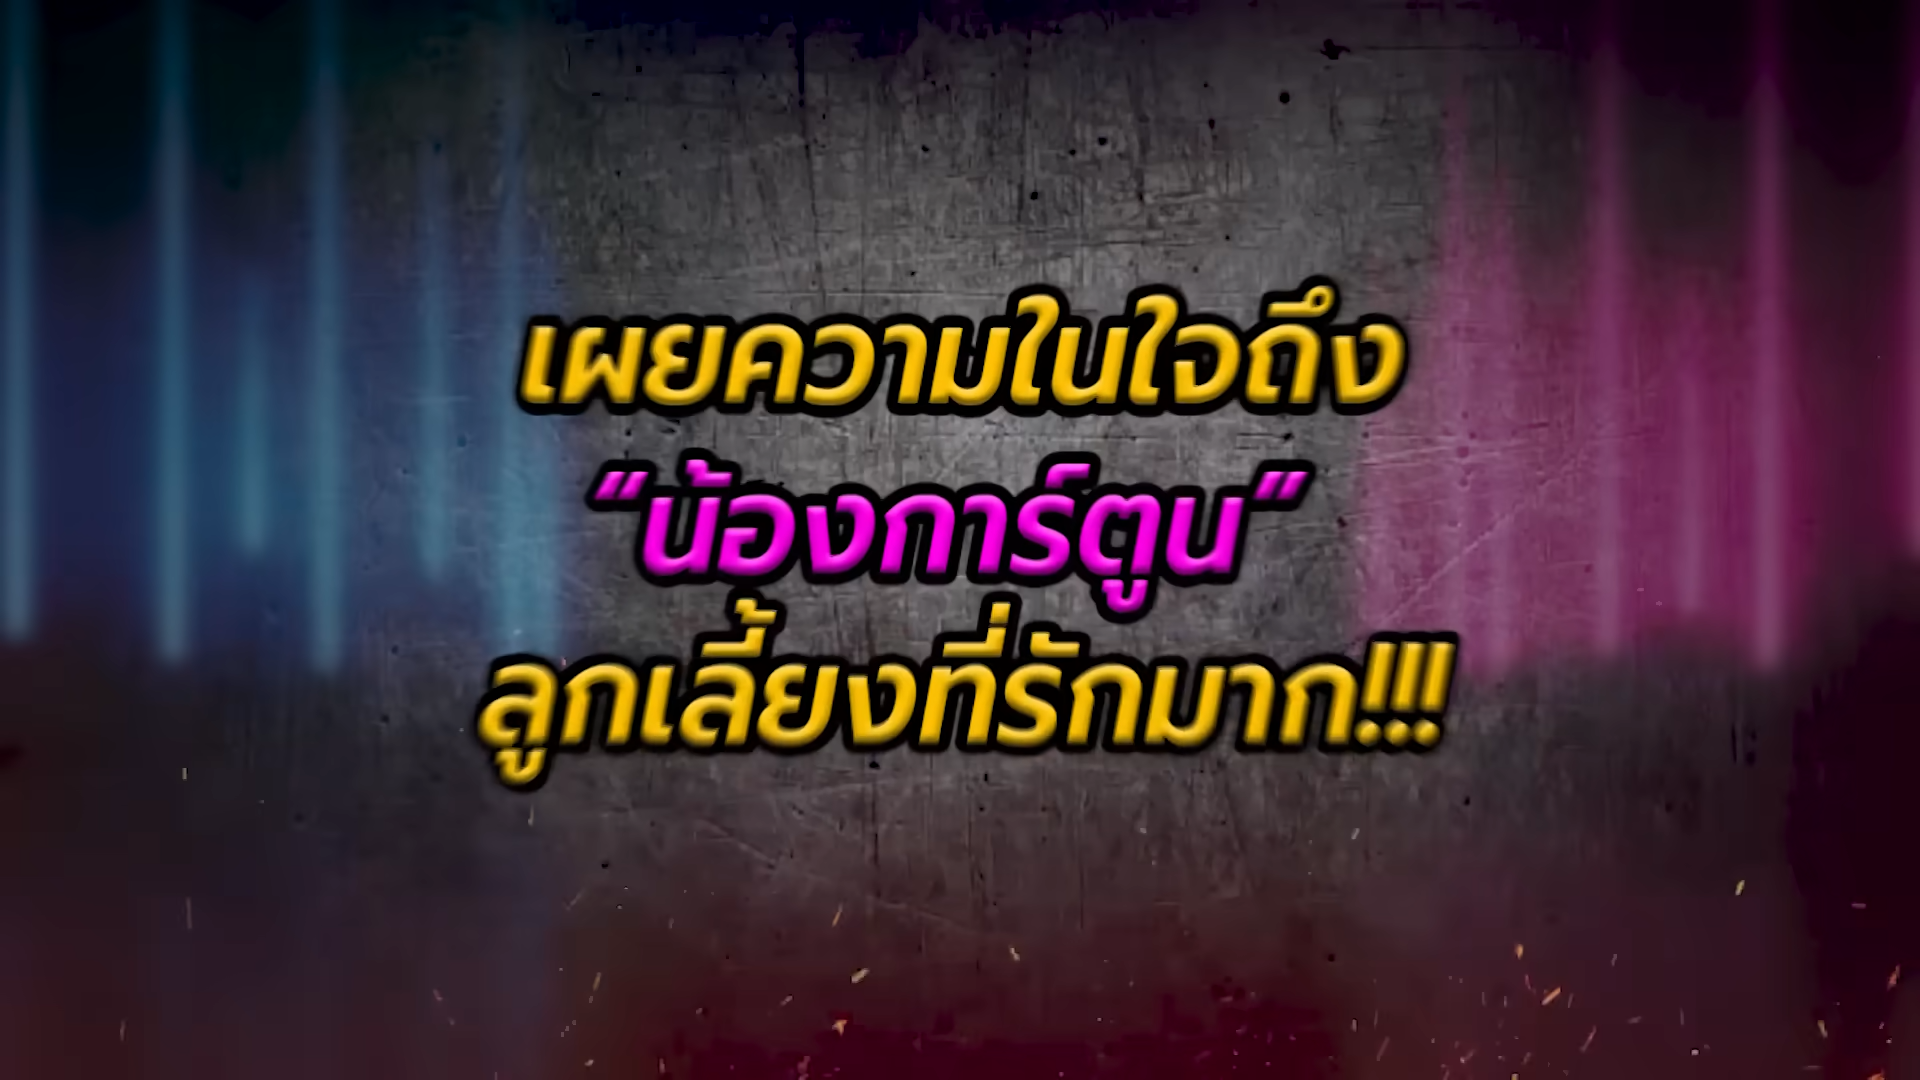 เผยความในใจถึง
“น้องการ์ตูน”
ลูกเลี้ยงที่รักมาก!!!